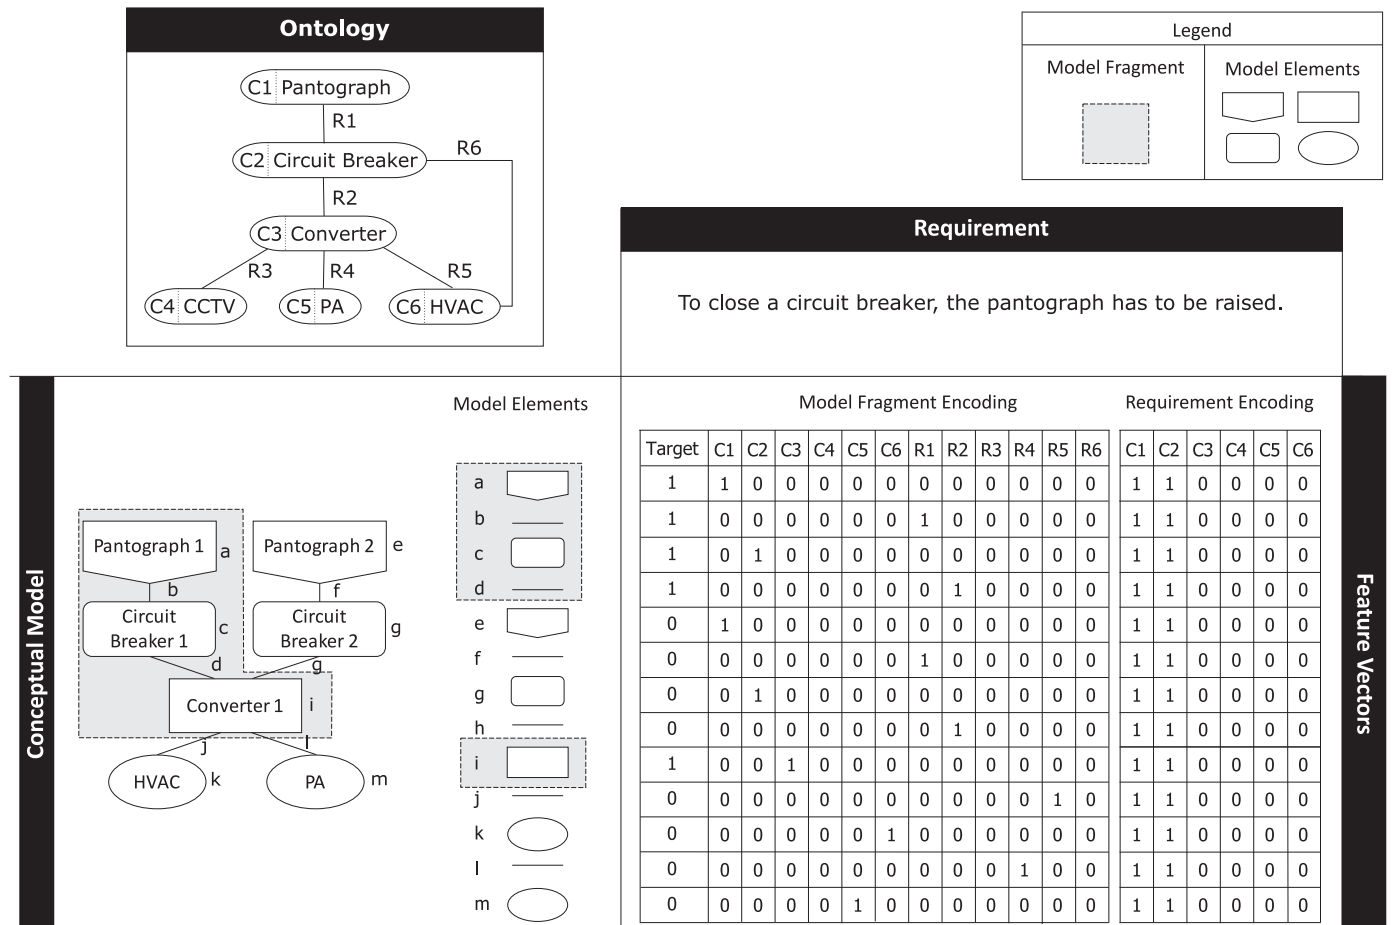 Ontology
C1 Pantograph
R1
C2 Circuit Breaker
R6
R2
C3 Converter
R3
R4
R5
C4 CCTV
C5 PA
C6 HVAC
Legend
Model Fragment
Model Elements
Requirement
To close a circuit breaker, the pantograph has to be raised.
Conceptual Model
Pantograph 1
a
Pantograph 2
e
b
f
Circuit
Breaker 1
c
Circuit
Breaker 2
g
d
g
Converter 1
i
j
l
HVAC
k
PA
m
Model Elements
a
b
c
d
e
f
g
h
i
j
k
l
m
Model Fragment Encoding
Requirement Encoding
Target C1 C2 C3 C4 C5 C6 R1 R2 R3 R4 R5 R6 C1 C2 C3 C4 C5 C6
1 1 0 0 0 0 0 0 0 0 0 0 0 1 1 0 0 0 0
1 0 0 0 0 0 0 1 0 0 0 0 0 1 1 0 0 0 0
1 0 1 0 0 0 0 0 0 0 0 0 0 1 1 0 0 0 0
1 0 0 0 0 0 0 0 1 0 0 0 0 1 1 0 0 0 0
0 1 0 0 0 0 0 0 0 0 0 0 0 1 1 0 0 0 0
0 0 0 0 0 0 0 1 0 0 0 0 0 1 1 0 0 0 0
0 0 1 0 0 0 0 0 0 0 0 0 0 1 1 0 0 0 0
0 0 0 0 0 0 0 0 1 0 0 0 0 1 1 0 0 0 0
1 0 0 1 0 0 0 0 0 0 0 0 0 1 1 0 0 0 0
0 0 0 0 0 0 0 0 0 0 0 1 0 1 1 0 0 0 0
0 0 0 0 0 0 1 0 0 0 0 0 0 1 1 0 0 0 0
0 0 0 0 0 0 0 0 0 0 1 0 0 1 1 0 0 0 0
0 0 0 0 0 1 0 0 0 0 0 0 0 1 1 0 0 0 0
Feature Vectors